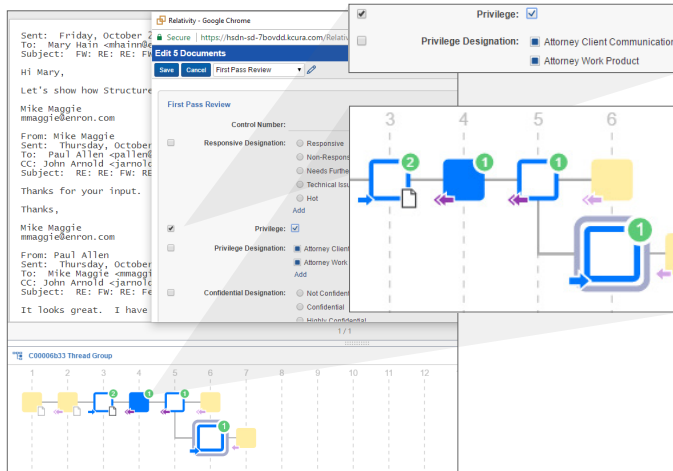 Sent: Friday, October 2
To: Mary Hain <mhainn@e
Subject: FW: RE: RE: FW
Hi Mary,
Let's show how Structure
Mike Maggie
mmaggie@enron.com
From: Mike Maggie
Sent: Thursday, October
To: Paul Allen <pallen@
CC: John Arnold <jarnol
Subject: RE: RE: FW: RE
Thanks for your input.
Thanks,
Mike Maggie
mmaggie@enron.com
From: Paul Allen
Sent: Thursday, October
To: Mike Maggie <mmaggi
CC: John Arnold <jarnold
Subject: RE: FW: RE: Fe
It looks great. I have
Relativity - Google Chrome
Secure https://hsdn-sd-7bovdd.kcura.com/Relativ
Edit 5 Documents
Save Cancel First Pass Review
First Pass Review
Control Number:
Responsive Designation:
Responsive
Non-Respons
Needs Furthe
Technical Issu
Hot
Add
Privilege:
Privilege Designation:
Attorney Client
Attorney Work
Add
Confidential Designation:
Not Confident
Confidential
Highly Confidential
Privilege:
Privilege Designation:
Attorney Client Communication
Attorney Work Product
3 4 5 6
2 1 1
1
1 / 1
C00006b33 Thread Group
1 2 3 4 5 6 7 8 9 10 11 12
2 1 1
1